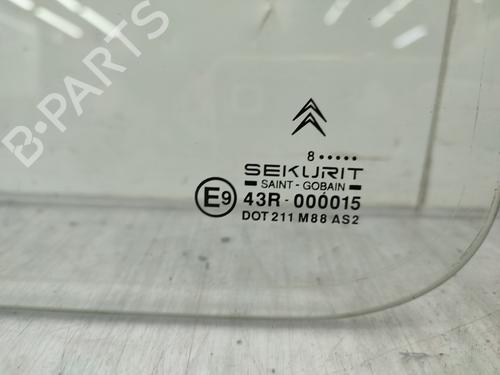 B-PARTS
8 •••••
SEKURIT
SAINT - GOBAIN
E9 43R - 000015
DOT 211 M88 AS2